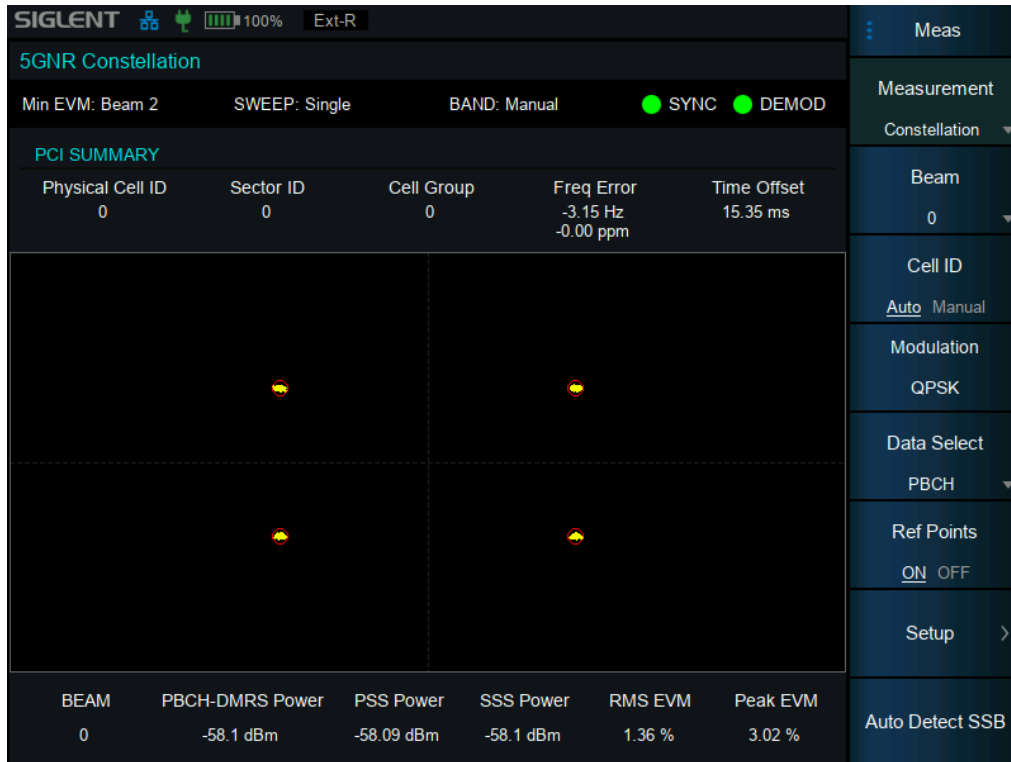 SIGLENT 100% Ext-R
5GNR Constellation
Min EVM: Beam 2 SWEEP: Single BAND: Manual SYNC DEMOD
PCI SUMMARY
Physical Cell ID Sector ID Cell Group Freq Error Time Offset
0 0 0 -3.15 Hz 15.35 ms
-0.00 ppm
BEAM PBCH-DMRS Power PSS Power SSS Power RMS EVM Peak EVM
0 -58.1 dBm -58.09 dBm -58.1 dBm 1.36 % 3.02 %
Meas
Measurement
Constellation
Beam
0
Cell ID
Auto Manual
Modulation
QPSK
Data Select
PBCH
Ref Points
ON OFF
Setup
Auto Detect SSB